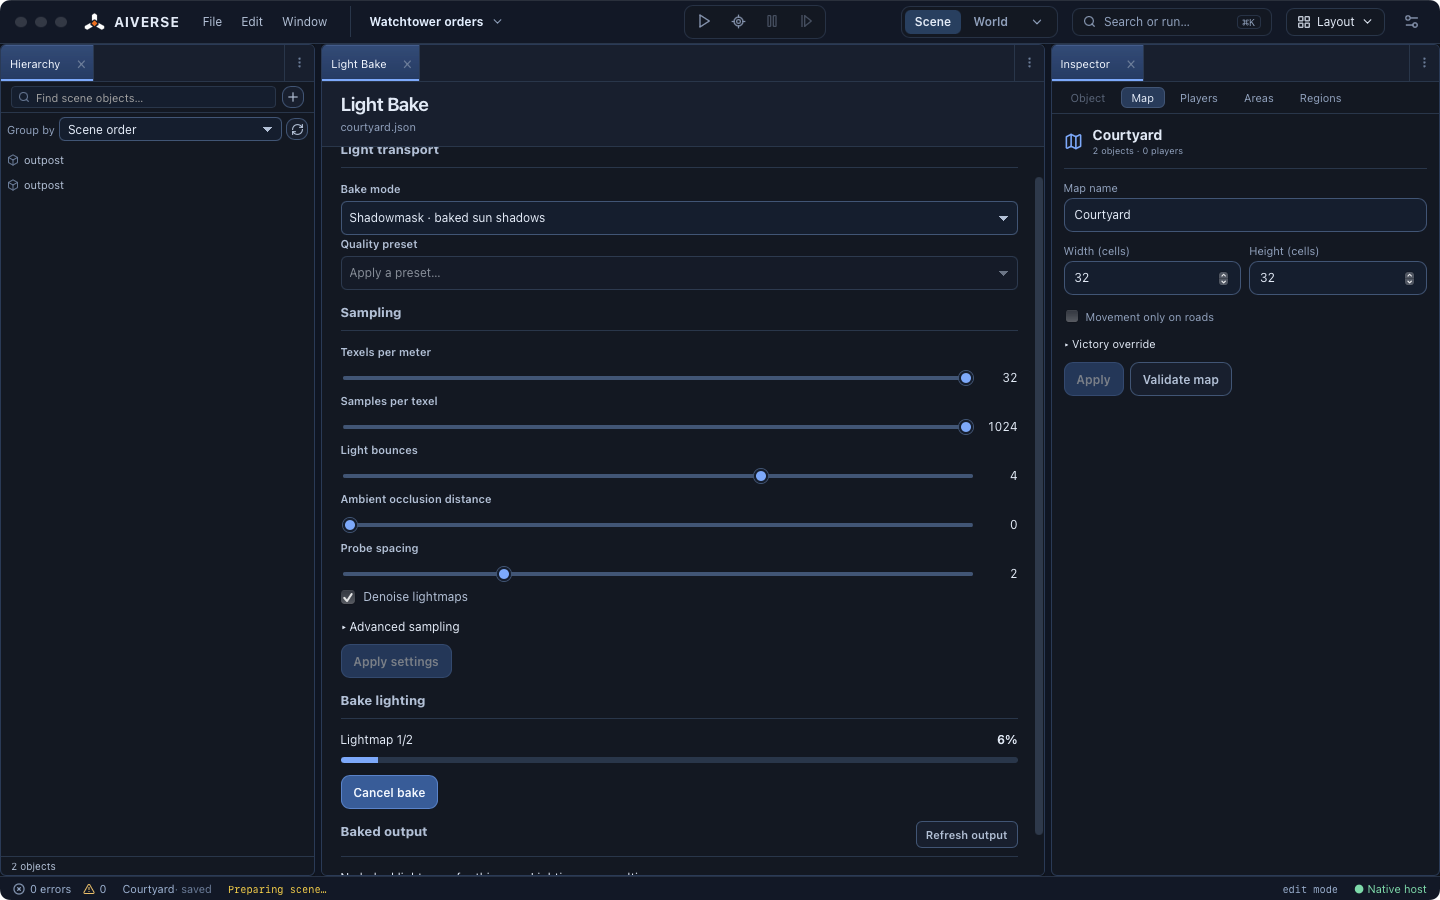 AIVERSE File Edit Window Watchtower orders Scene World Search or run... ⌘K Layout
Hierarchy
Find scene objects...
Group by Scene order
outpost
outpost
2 objects
Light Bake
Light Bake
courtyard.json
Light transport
Bake mode
Shadowmask · baked sun shadows
Quality preset
Apply a preset...
Sampling
Texels per meter
32
Samples per texel
1024
Light bounces
4
Ambient occlusion distance
0
Probe spacing
2
Denoise lightmaps
Advanced sampling
Apply settings
Bake lighting
Lightmap 1/2 6%
Cancel bake
Baked output Refresh output
Inspector
Object Map Players Areas Regions
Courtyard
2 objects · 0 players
Map name
Courtyard
Width (cells) Height (cells)
32 32
Movement only on roads
Victory override
Apply Validate map
0 errors 0 Courtyard · saved Preparing scene… edit mode Native host